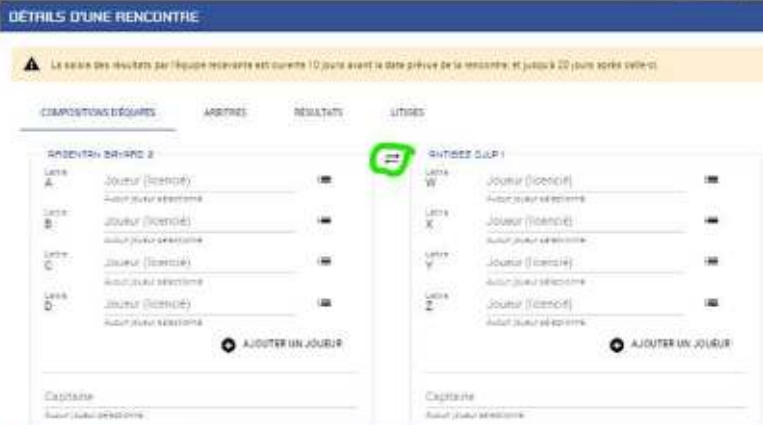 DÉTAILS D'UNE RENCONTRE
La saisie des résultats par l'équipe recevante est ouverte 10 jours avant la date prévue de la rencontre, et jusqu'à 20 jours après celle-ci.
COMPOSITIONS D'ÉQUIPES ARBITRES RÉSULTATS LITIGES
ARGENTAN BAYARD 2
Lettre
A Joueur (licencié)
Aucun joueur sélectionné
Lettre
B Joueur (licencié)
Aucun joueur sélectionné
Lettre
C Joueur (licencié)
Aucun joueur sélectionné
Lettre
D Joueur (licencié)
Aucun joueur sélectionné
AJOUTER UN JOUEUR
Capitaine
Aucun joueur sélectionné
ANTIBES 1
Lettre
W Joueur (licencié)
Aucun joueur sélectionné
Lettre
X Joueur (licencié)
Aucun joueur sélectionné
Lettre
Y Joueur (licencié)
Aucun joueur sélectionné
Lettre
Z Joueur (licencié)
Aucun joueur sélectionné
AJOUTER UN JOUEUR
Capitaine
Aucun joueur sélectionné